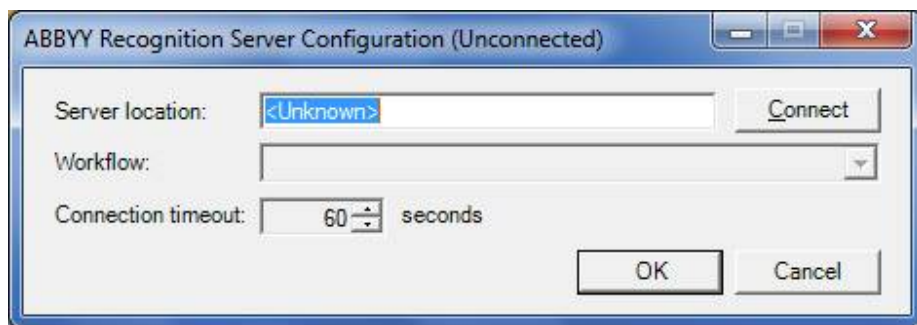 ABBYY Recognition Server Configuration (Unconnected)
Server location: <Unknown> Connect
Workflow:
Connection timeout: 60 seconds
OK Cancel